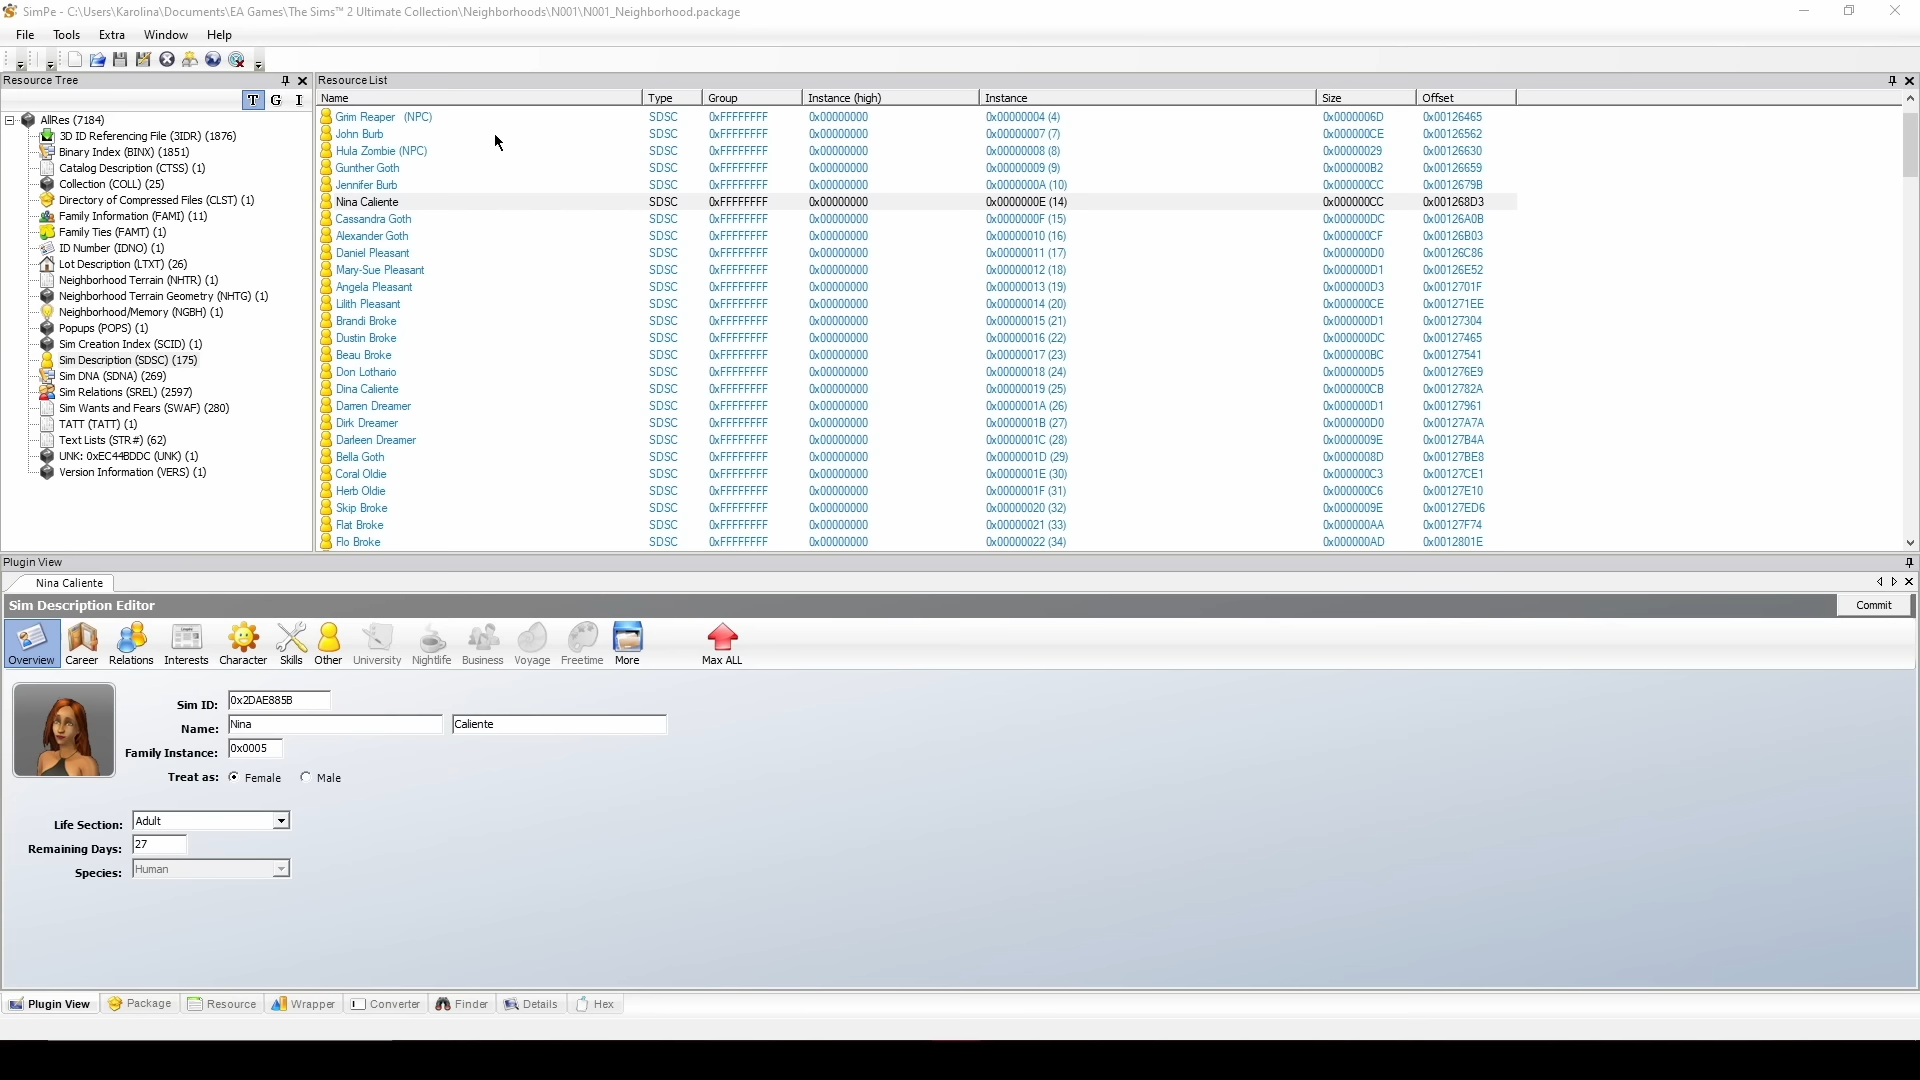 SimPe - C:\Users\Karolina\Documents\EA Games\The Sims™ 2 Ultimate Collection\Neighborhoods\N001\N001_Neighborhood.package
File Tools Extra Window Help
Resource Tree
Resource List
T G I
Name Type Group Instance (high) Instance Size Offset
AllRes (7184)
3D ID Referencing File (3IDR) (1876)
Binary Index (BINX) (1851)
Catalog Description (CTSS) (1)
Collection (COLL) (25)
Directory of Compressed Files (CLST) (1)
Family Information (FAMI) (11)
Family Ties (FAMT) (1)
ID Number (IDNO) (1)
Lot Description (LTXT) (26)
Neighborhood Terrain (NHTR) (1)
Neighborhood Terrain Geometry (NHTG) (1)
Neighborhood/Memory (NGBH) (1)
Popups (POPS) (1)
Sim Creation Index (SCID) (1)
Sim Description (SDSC) (175)
Sim DNA (SDNA) (269)
Sim Relations (SREL) (2597)
Sim Wants and Fears (SWAF) (280)
TATT (TATT) (1)
Text Lists (STR#) (62)
UNK: 0xEC44BDDC (UNK) (1)
Version Information (VERS) (1)
Grim Reaper (NPC) SDSC 0xFFFFFFFF 0x00000000 0x00000004 (4) 0x0000006D 0x00126465
John Burb SDSC 0xFFFFFFFF 0x00000000 0x00000007 (7) 0x000000CE 0x00126562
Hula Zombie (NPC) SDSC 0xFFFFFFFF 0x00000000 0x00000008 (8) 0x00000029 0x00126630
Gunther Goth SDSC 0xFFFFFFFF 0x00000000 0x00000009 (9) 0x000000B2 0x00126659
Jennifer Burb SDSC 0xFFFFFFFF 0x00000000 0x0000000A (10) 0x000000CC 0x0012679B
Nina Caliente SDSC 0xFFFFFFFF 0x00000000 0x0000000E (14) 0x000000CC 0x001268D3
Cassandra Goth SDSC 0xFFFFFFFF 0x00000000 0x0000000F (15) 0x000000DC 0x00126A0B
Alexander Goth SDSC 0xFFFFFFFF 0x00000000 0x00000010 (16) 0x000000CF 0x00126B03
Daniel Pleasant SDSC 0xFFFFFFFF 0x00000000 0x00000011 (17) 0x000000D0 0x00126C86
Mary-Sue Pleasant SDSC 0xFFFFFFFF 0x00000000 0x00000012 (18) 0x000000D1 0x00126E52
Angela Pleasant SDSC 0xFFFFFFFF 0x00000000 0x00000013 (19) 0x000000D3 0x0012701F
Lilith Pleasant SDSC 0xFFFFFFFF 0x00000000 0x00000014 (20) 0x000000CE 0x001271EE
Brandi Broke SDSC 0xFFFFFFFF 0x00000000 0x00000015 (21) 0x000000D1 0x00127304
Dustin Broke SDSC 0xFFFFFFFF 0x00000000 0x00000016 (22) 0x000000DC 0x00127465
Beau Broke SDSC 0xFFFFFFFF 0x00000000 0x00000017 (23) 0x000000BC 0x00127541
Don Lothario SDSC 0xFFFFFFFF 0x00000000 0x00000018 (24) 0x000000D5 0x001276E9
Dina Caliente SDSC 0xFFFFFFFF 0x00000000 0x00000019 (25) 0x000000CB 0x0012782A
Darren Dreamer SDSC 0xFFFFFFFF 0x00000000 0x0000001A (26) 0x000000D1 0x00127961
Dirk Dreamer SDSC 0xFFFFFFFF 0x00000000 0x0000001B (27) 0x000000D0 0x00127A7A
Darleen Dreamer SDSC 0xFFFFFFFF 0x00000000 0x0000001C (28) 0x0000009E 0x00127B4A
Bella Goth SDSC 0xFFFFFFFF 0x00000000 0x0000001D (29) 0x0000008D 0x00127BE8
Coral Oldie SDSC 0xFFFFFFFF 0x00000000 0x0000001E (30) 0x000000C3 0x00127CE1
Herb Oldie SDSC 0xFFFFFFFF 0x00000000 0x0000001F (31) 0x000000C6 0x00127E10
Skip Broke SDSC 0xFFFFFFFF 0x00000000 0x00000020 (32) 0x0000009E 0x00127ED6
Flat Broke SDSC 0xFFFFFFFF 0x00000000 0x00000021 (33) 0x000000AA 0x00127F74
Flo Broke SDSC 0xFFFFFFFF 0x00000000 0x00000022 (34) 0x000000AD 0x0012801E
Plugin View
Nina Caliente
Sim Description Editor
Commit
Overview Career Relations Interests Character Skills Other University Nightlife Business Voyage Freetime More Max ALL
Sim ID: 0x2DAE885B
Name: Nina Caliente
Family Instance: 0x0005
Treat as: Female Male
Life Section: Adult
Remaining Days: 27
Species: Human
Plugin View Package Resource Wrapper Converter Finder Details Hex